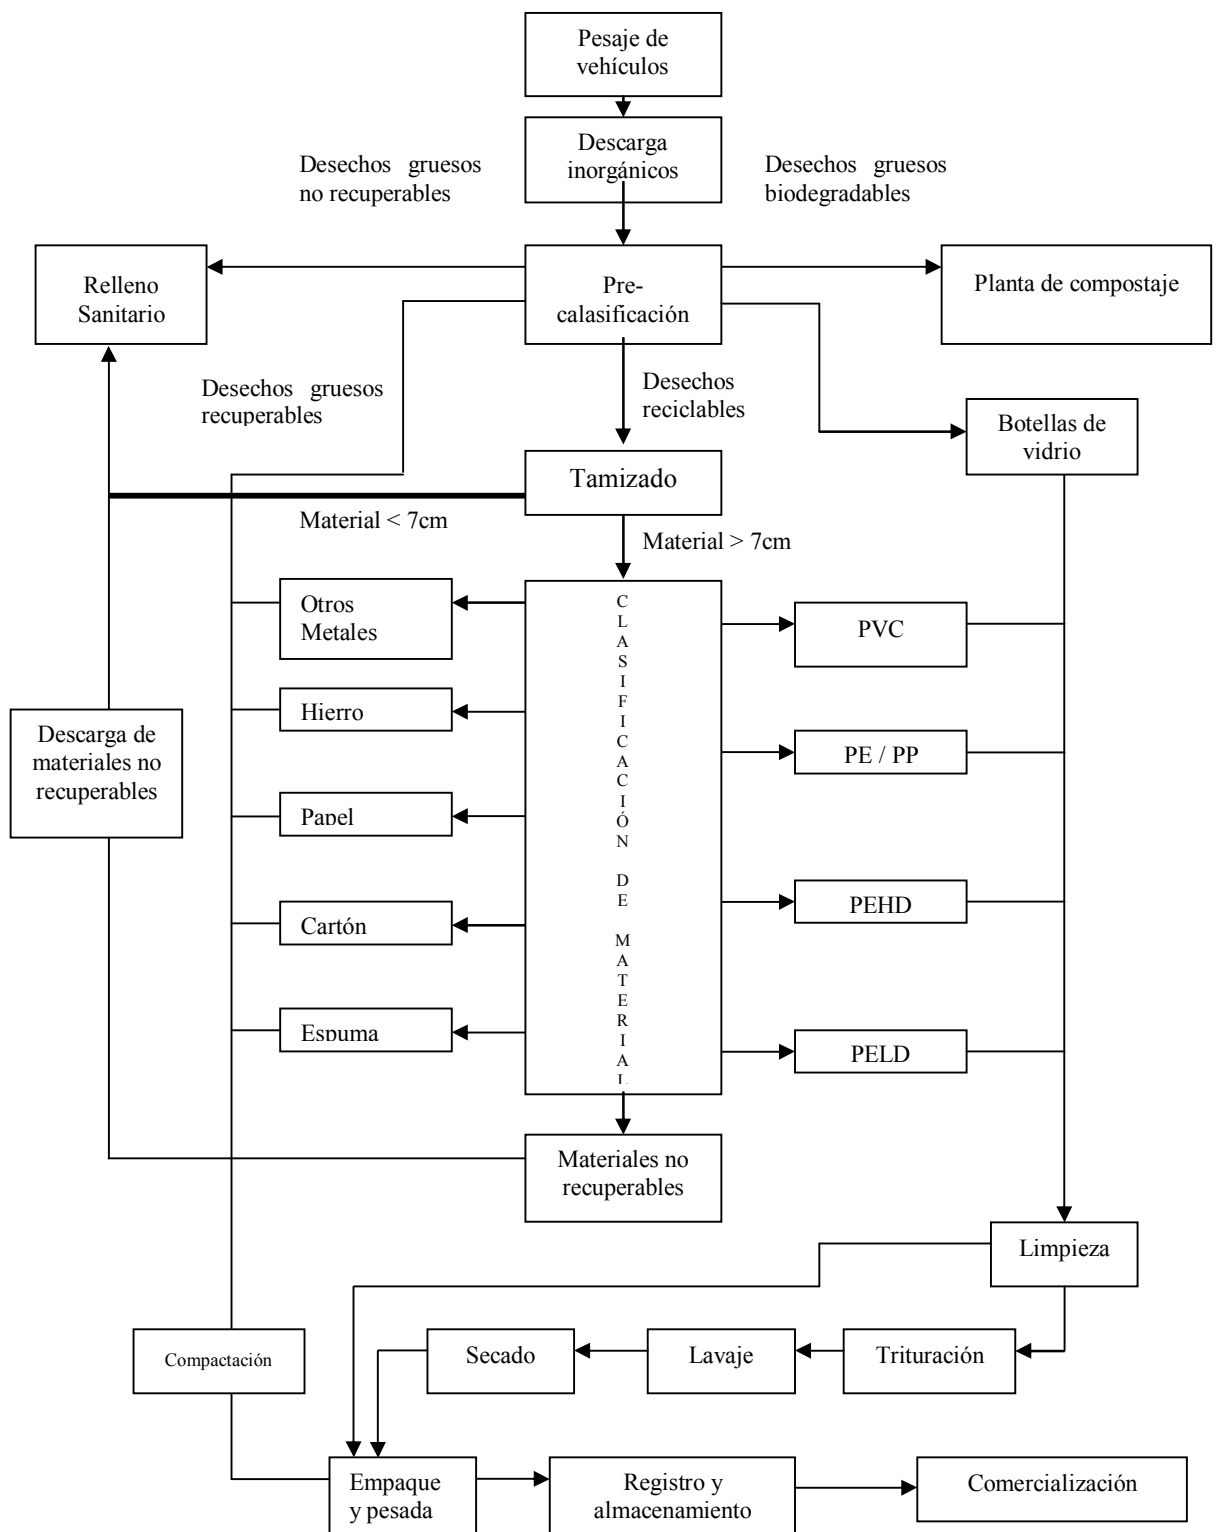 Pesaje de
vehículos
Descarga
inorgánicos
Desechos gruesos
no recuperables
Desechos gruesos
biodegradables
Relleno
Sanitario
Pre-
calasificación
Planta de compostaje
Desechos gruesos
recuperables
Desechos
reciclables
Botellas de
vidrio
Tamizado
Material < 7cm
Material > 7cm
Otros
Metales
Hierro
Papel
Cartón
Espuma
CLASIFICACIÓN DE MATERIAL
PVC
PE / PP
PEHD
PELD
Descarga de
materiales no
recuperables
Materiales no
recuperables
Limpieza
Compactación
Secado
Lavaje
Trituración
Empaque
y pesada
Registro y
almacenamiento
Comercialización